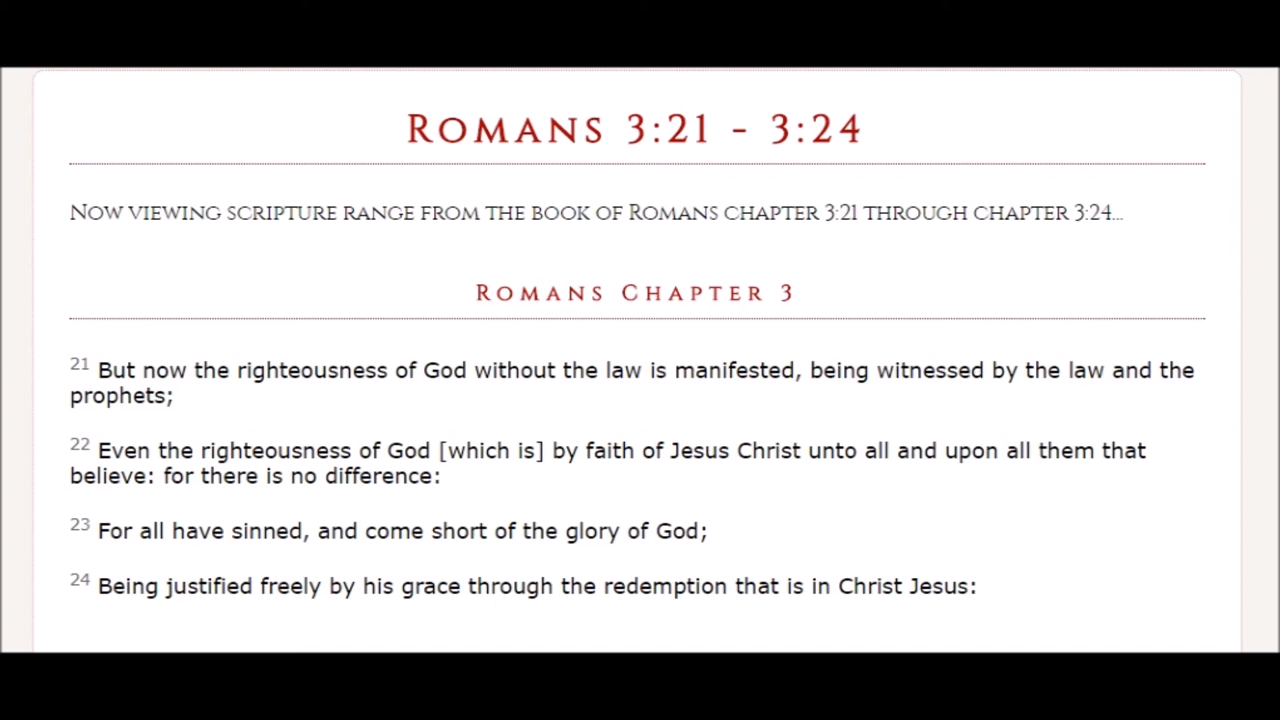 Romans 3:21 - 3:24
Now viewing scripture range from the book of Romans chapter 3:21 through chapter 3:24...
Romans Chapter 3
21 But now the righteousness of God without the law is manifested, being witnessed by the law and the
prophets;
22 Even the righteousness of God [which is] by faith of Jesus Christ unto all and upon all them that
believe: for there is no difference:
23 For all have sinned, and come short of the glory of God;
24 Being justified freely by his grace through the redemption that is in Christ Jesus: